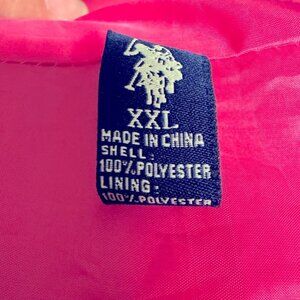 XXL
MADE IN CHINA
SHELL:
100%POLYESTER
LINING:
100%POLYESTER